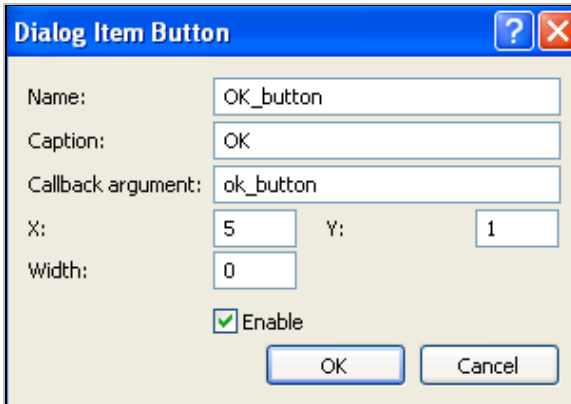 Dialog Item Button
Name: OK_button
Caption: OK
Callback argument: ok_button
X: 5 Y: 1
Width: 0
Enable
OK Cancel